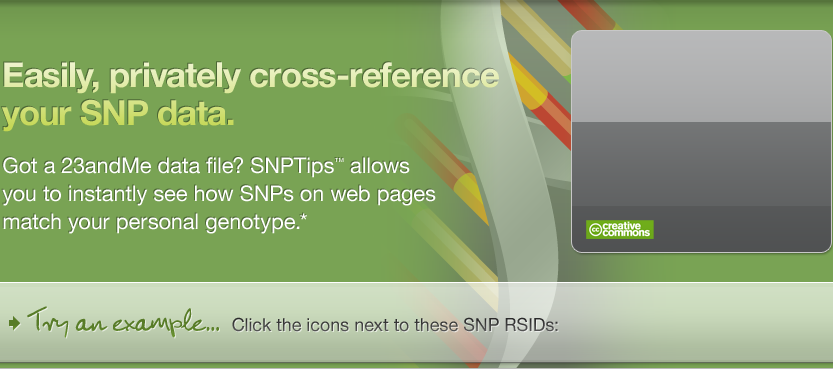 Easily, privately cross-reference
your SNP data.
Got a 23andMe data file? SNPTips™ allows
you to instantly see how SNPs on web pages
match your personal genotype.*
cc creative
commons
Try an example... Click the icons next to these SNP RSIDs: